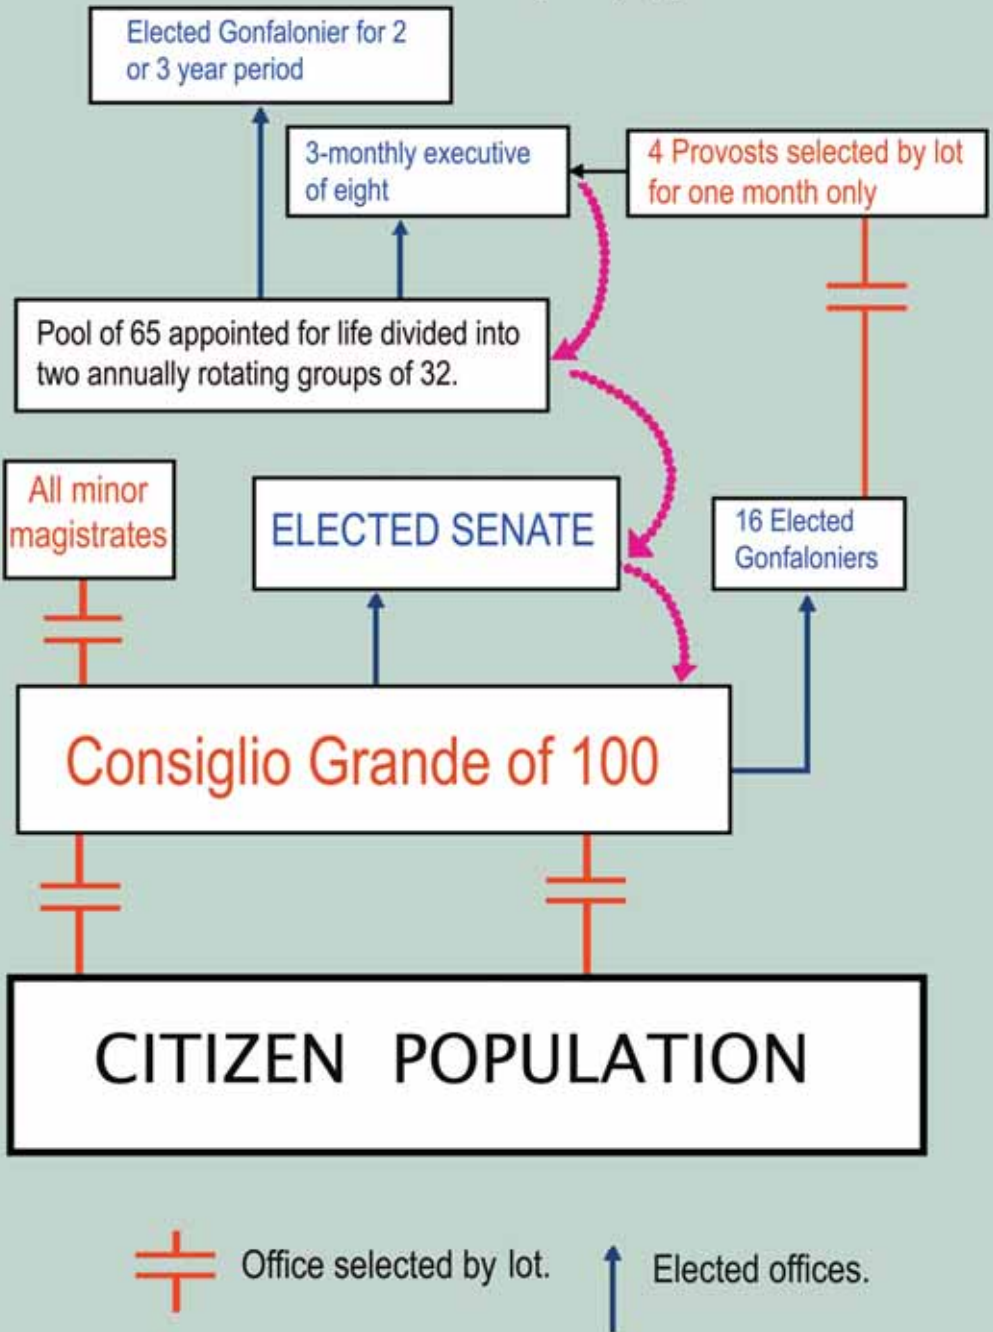 Elected Gonfalonier for 2
or 3 year period
3-monthly executive
of eight
4 Provosts selected by lot
for one month only
Pool of 65 appointed for life divided into
two annually rotating groups of 32.
All minor
magistrates
ELECTED SENATE
16 Elected
Gonfaloniers
Consiglio Grande of 100
CITIZEN POPULATION
Office selected by lot.
Elected offices.